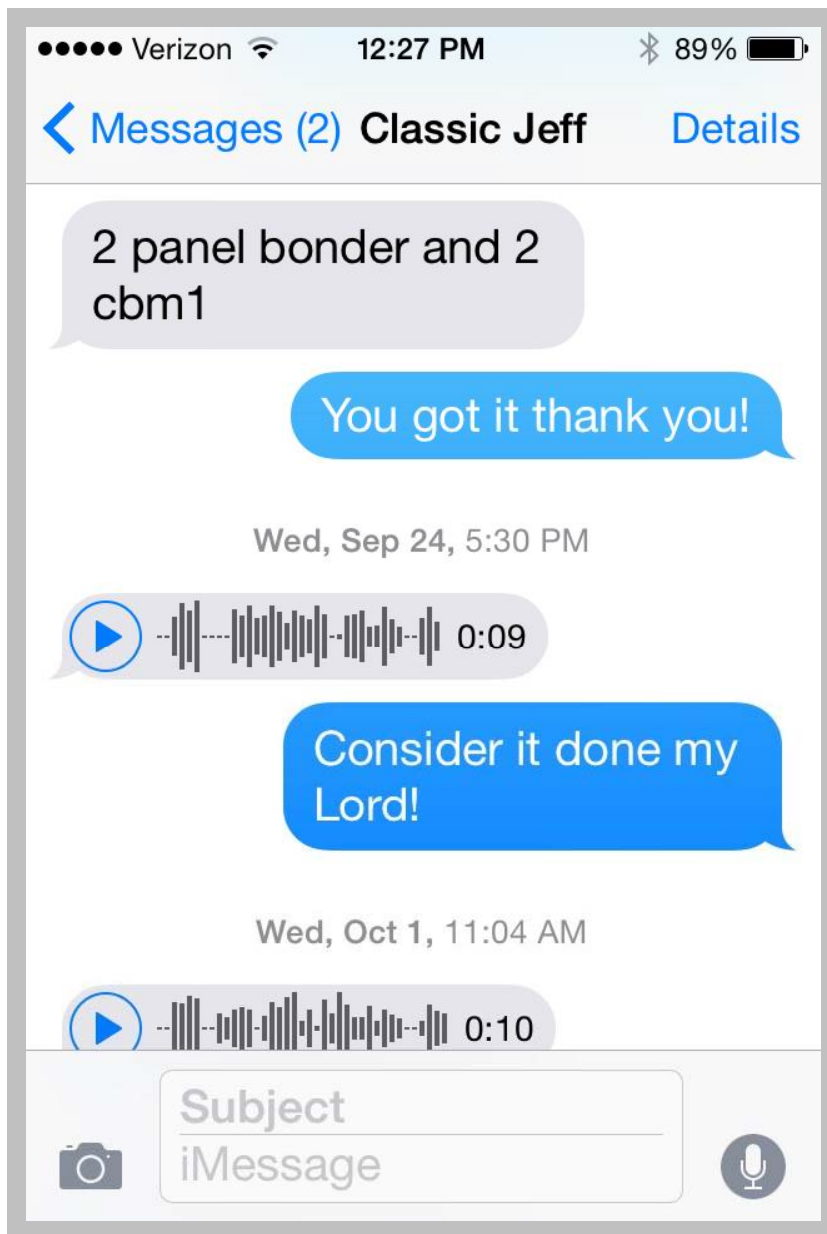 Verizon 12:27 PM 89%
Messages (2) Classic Jeff Details
2 panel bonder and 2
cbm1
You got it thank you!
Wed, Sep 24, 5:30 PM
0:09
Consider it done my
Lord!
Wed, Oct 1, 11:04 AM
0:10
Subject
iMessage